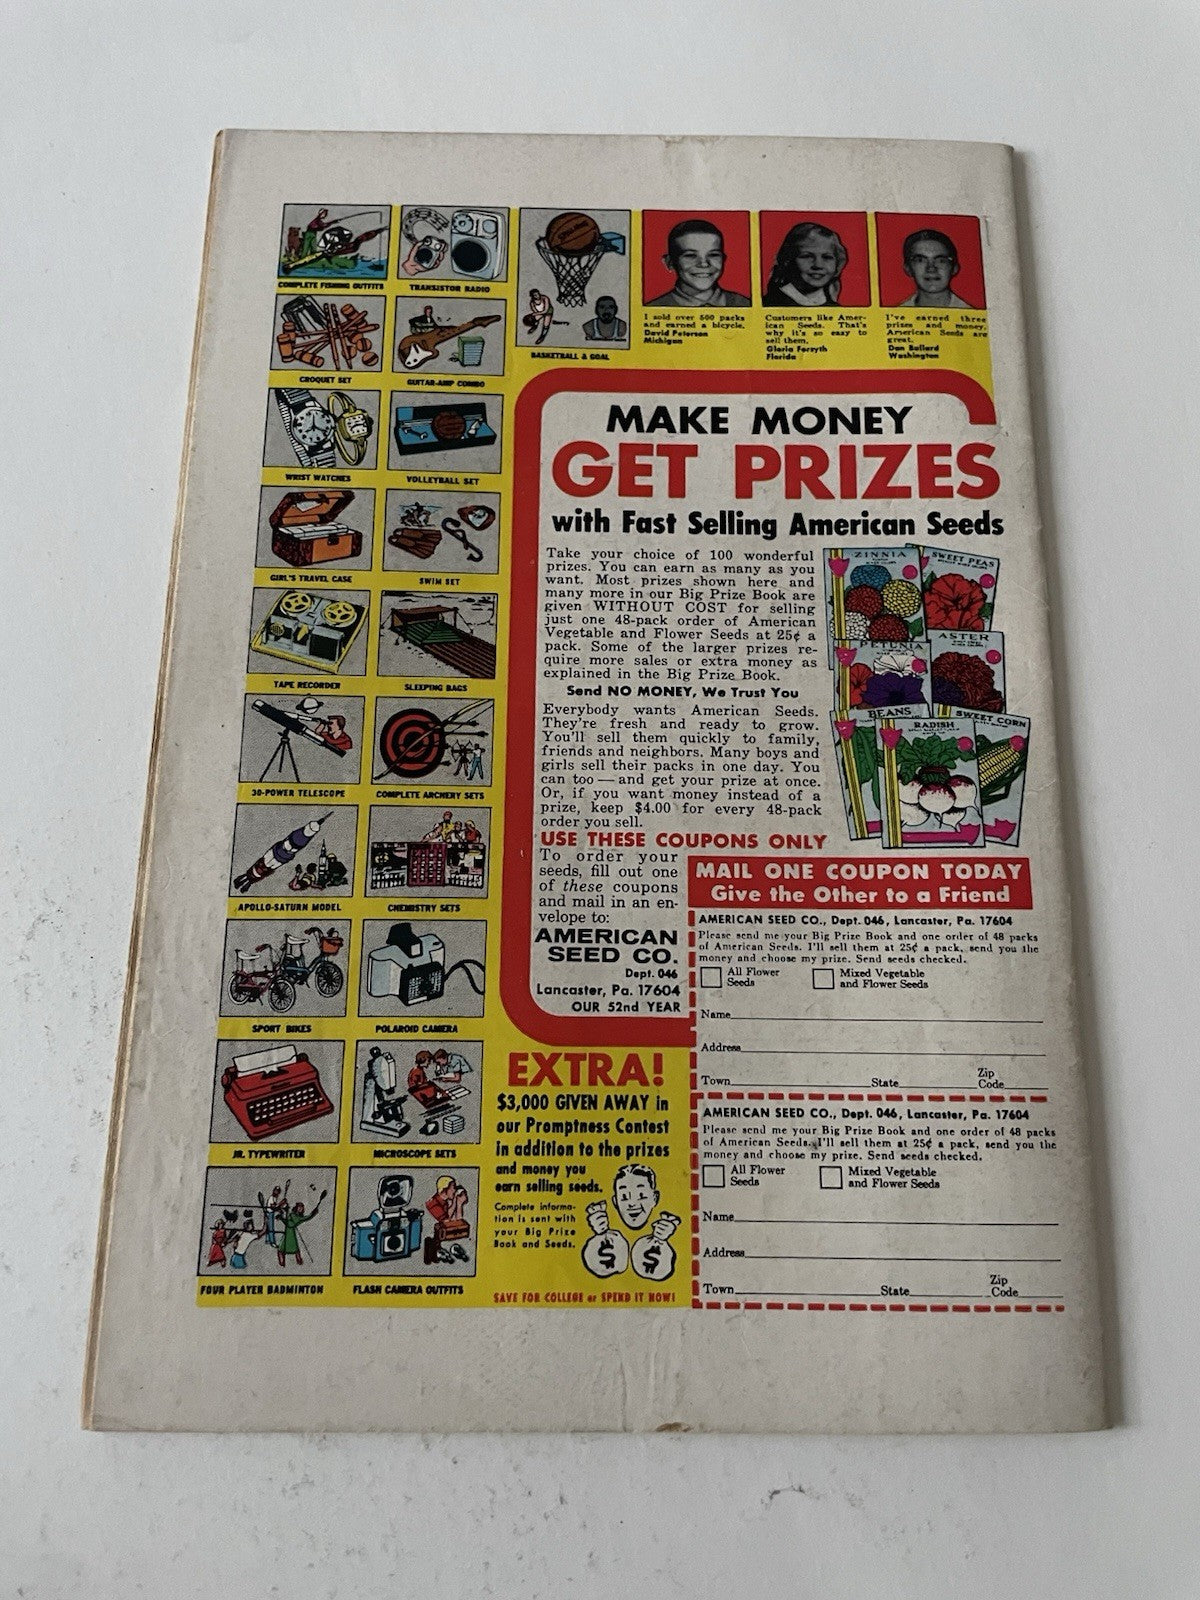 COMPLETE FISHING OUTFITS
TRANSISTOR RADIO
CROQUET SET
GUITAR-AMP COMBO
BASKETBALL & GOAL
WRIST WATCHES
VOLLEYBALL SET
GIRL'S TRAVEL CASE
SWIM SET
TAPE RECORDER
SLEEPING BAGS
30-POWER TELESCOPE
COMPLETE ARCHERY SETS
APOLLO-SATURN MODEL
CHEMISTRY SETS
SPORT BIKES
POLAROID CAMERA
JR. TYPEWRITER
MICROSCOPE SETS
FOUR PLAYER BADMINTON
FLASH CAMERA OUTFITS
I sold over 500 packs
and earned a bicycle.
David Peterson
Michigan
Customers like Amer-
ican Seeds. That's
why it's so easy to
sell them.
Gloria Forsyth
Florida
I've earned three
prizes and money.
American Seeds are
great.
Dan Ballard
Washington
MAKE MONEY
GET PRIZES
with Fast Selling American Seeds
Take your choice of 100 wonderful
prizes. You can earn as many as you
want. Most prizes shown here and
many more in our Big Prize Book are
given WITHOUT COST for selling
just one 48-pack order of American
Vegetable and Flower Seeds at 25¢ a
pack. Some of the larger prizes re-
quire more sales or extra money as
explained in the Big Prize Book.
Send NO MONEY, We Trust You
Everybody wants American Seeds.
They're fresh and ready to grow.
You'll sell them quickly to family,
friends and neighbors. Many boys and
girls sell their packs in one day. You
can too — and get your prize at once.
Or, if you want money instead of a
prize, keep $4.00 for every 48-pack
order you sell.
ZINNIA
SWEET PEAS
PETUNIA
ASTER
BEANS
RADISH
SWEET CORN
USE THESE COUPONS ONLY
To order your
seeds, fill out one
of these coupons
and mail in an en-
velope to:
AMERICAN
SEED CO.
Dept. 046
Lancaster, Pa. 17604
OUR 52nd YEAR
MAIL ONE COUPON TODAY
Give the Other to a Friend
AMERICAN SEED CO., Dept. 046, Lancaster, Pa. 17604
Please send me your Big Prize Book and one order of 48 packs
of American Seeds. I'll sell them at 25¢ a pack, send you the
money and choose my prize. Send seeds checked.
All Flower
Seeds
Mixed Vegetable
and Flower Seeds
Name
Address
Town State Zip Code
AMERICAN SEED CO., Dept. 046, Lancaster, Pa. 17604
Please send me your Big Prize Book and one order of 48 packs
of American Seeds. I'll sell them at 25¢ a pack, send you the
money and choose my prize. Send seeds checked.
All Flower
Seeds
Mixed Vegetable
and Flower Seeds
Name
Address
Town State Zip Code
EXTRA!
$3,000 GIVEN AWAY in
our Promptness Contest
in addition to the prizes
and money you
earn selling seeds.
Complete informa-
tion is sent with
your Big Prize
Book and Seeds.
$ $
SAVE FOR COLLEGE or SPEND IT NOW!